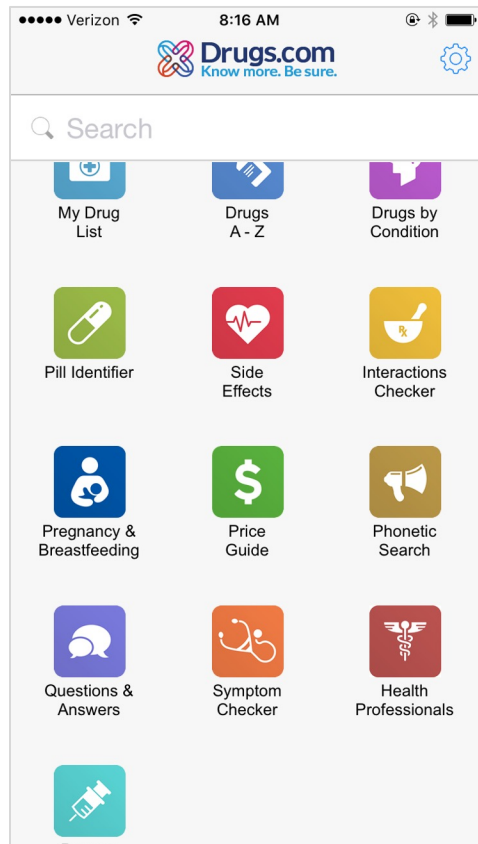 Verizon 8:16 AM
Drugs.com
Know more. Be sure.
Search
My Drug
List
Drugs
A - Z
Drugs by
Condition
Pill Identifier
Side
Effects
Rx
Interactions
Checker
Pregnancy &
Breastfeeding
$
Price
Guide
Phonetic
Search
Questions &
Answers
Symptom
Checker
Health
Professionals